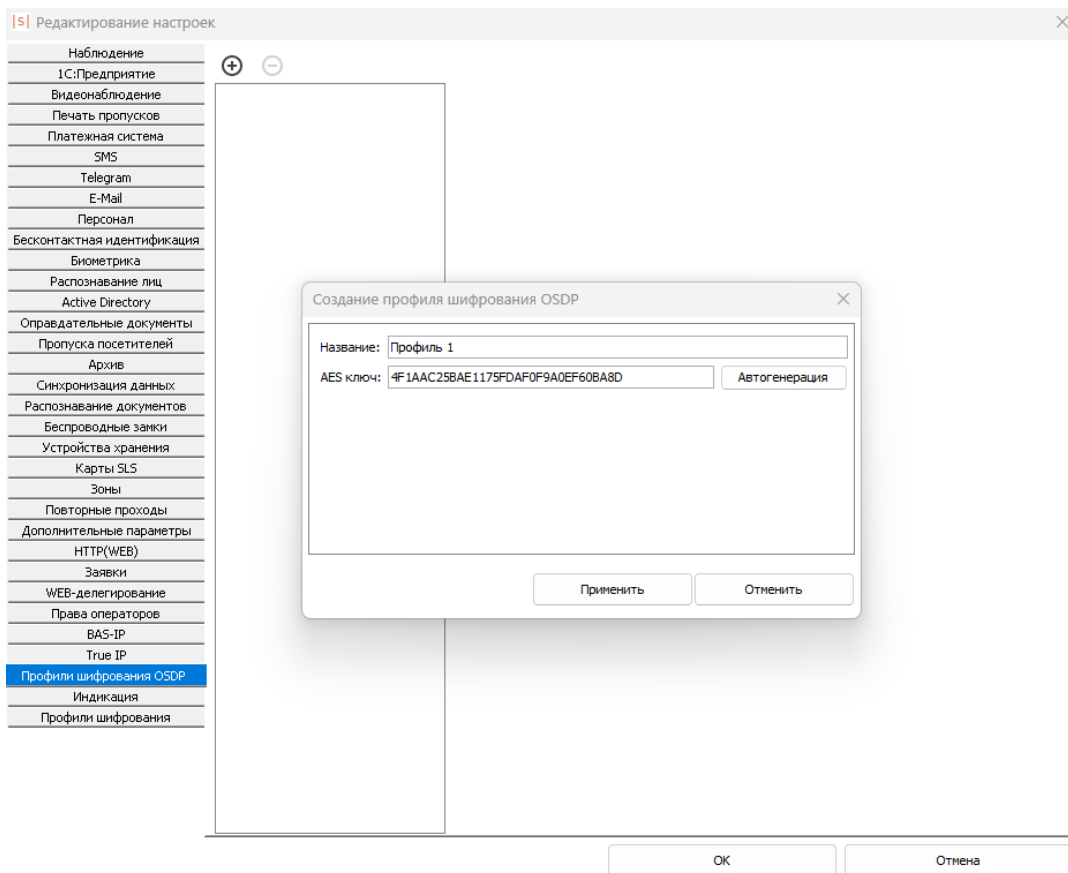 |S| Редактирование настроек
Наблюдение
1С:Предприятие
Видеонаблюдение
Печать пропусков
Платежная система
SMS
Telegram
E-Mail
Персонал
Бесконтактная идентификация
Биометрика
Распознавание лиц
Active Directory
Оправдательные документы
Пропуска посетителей
Архив
Синхронизация данных
Распознавание документов
Беспроводные замки
Устройства хранения
Карты SLS
Зоны
Повторные проходы
Дополнительные параметры
HTTP(WEB)
Заявки
WEB-делегирование
Права операторов
BAS-IP
True IP
Профили шифрования OSDP
Индикация
Профили шифрования
Создание профиля шифрования OSDP
Название: Профиль 1
AES ключ: 4F1AAC25BAE1175FDAF0F9A0EF60BA8D Автогенерация
Применить Отменить
OK Отмена